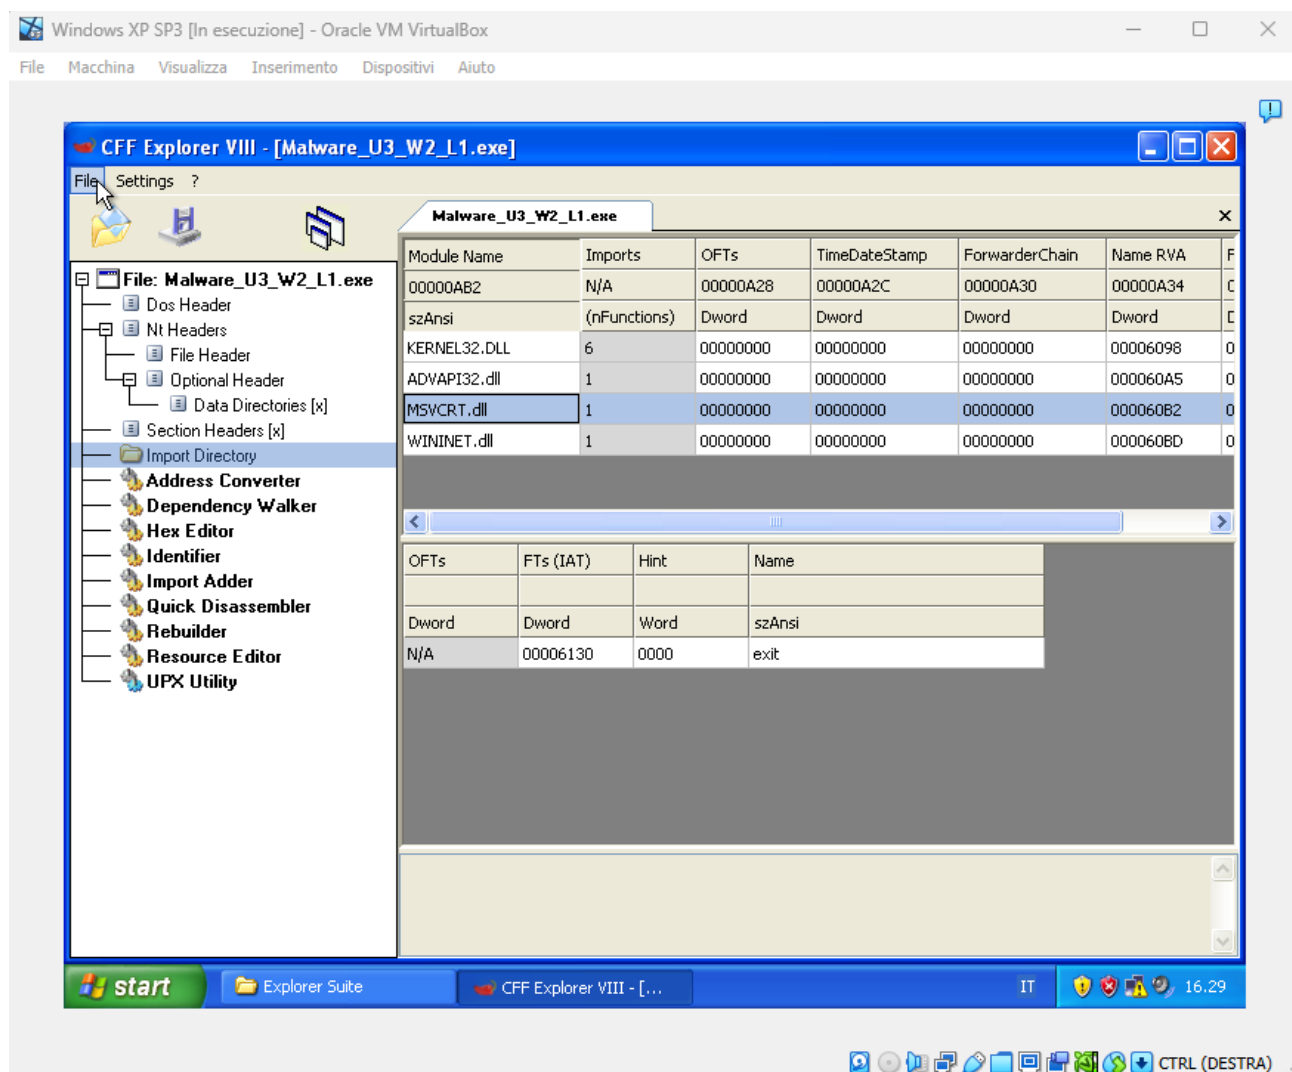 Windows XP SP3 [In esecuzione] - Oracle VM VirtualBox
File Macchina Visualizza Inserimento Dispositivi Aiuto
CFF Explorer VIII - [Malware_U3_W2_L1.exe]
File Settings ?
Malware_U3_W2_L1.exe
File: Malware_U3_W2_L1.exe
Dos Header
Nt Headers
File Header
Optional Header
Data Directories [x]
Section Headers [x]
Import Directory
Address Converter
Dependency Walker
Hex Editor
Identifier
Import Adder
Quick Disassembler
Rebuilder
Resource Editor
UPX Utility
Module Name Imports OFTs TimeDateStamp ForwarderChain Name RVA F
00000AB2 N/A 00000A28 00000A2C 00000A30 00000A34
szAnsi (nFunctions) Dword Dword Dword Dword
KERNEL32.DLL 6 00000000 00000000 00000000 00006098 0
ADVAPI32.dll 1 00000000 00000000 00000000 000060A5 0
MSVCRT.dll 1 00000000 00000000 00000000 000060B2 0
WININET.dll 1 00000000 00000000 00000000 000060BD 0
OFTs FTs (IAT) Hint Name
Dword Dword Word szAnsi
N/A 00006130 0000 exit
start Explorer Suite CFF Explorer VIII - [... IT 16.29
CTRL (DESTRA)